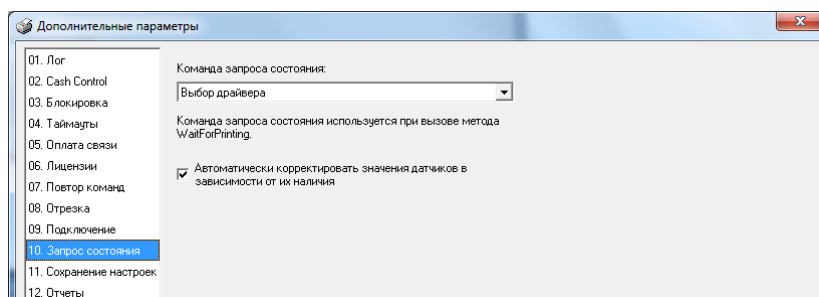 Дополнительные параметры
01. Лог
02. Cash Control
03. Блокировка
04. Таймауты
05. Оплата связи
06. Лицензии
07. Повтор команд
08. Отрезка
09. Подключение
10. Запрос состояния
11. Сохранение настроек
12. Отчеты
Команда запроса состояния:
Выбор драйвера
Команда запроса состояния используется при вызове метода
WaitForPrinting.
Автоматически корректировать значения датчиков в
зависимости от их наличия